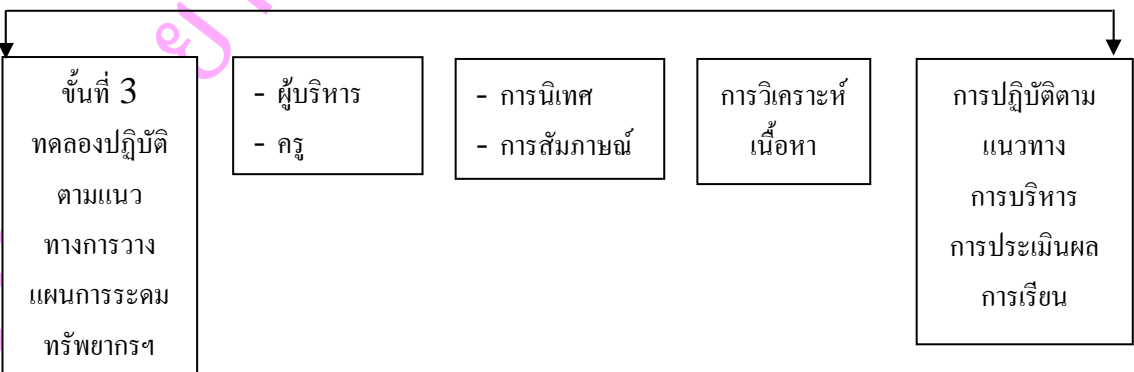 ขั้นที่ 3
ทดลองปฏิบัติ
ตามแนว
ทางการวาง
แผนการระดม
ทรัพยากรฯ
- ผู้บริหาร
- ครู
- การนิเทศ
- การสัมภาษณ์
การวิเคราะห์
เนื้อหา
การปฏิบัติตาม
แนวทาง
การบริหาร
การประเมินผล
การเรียน